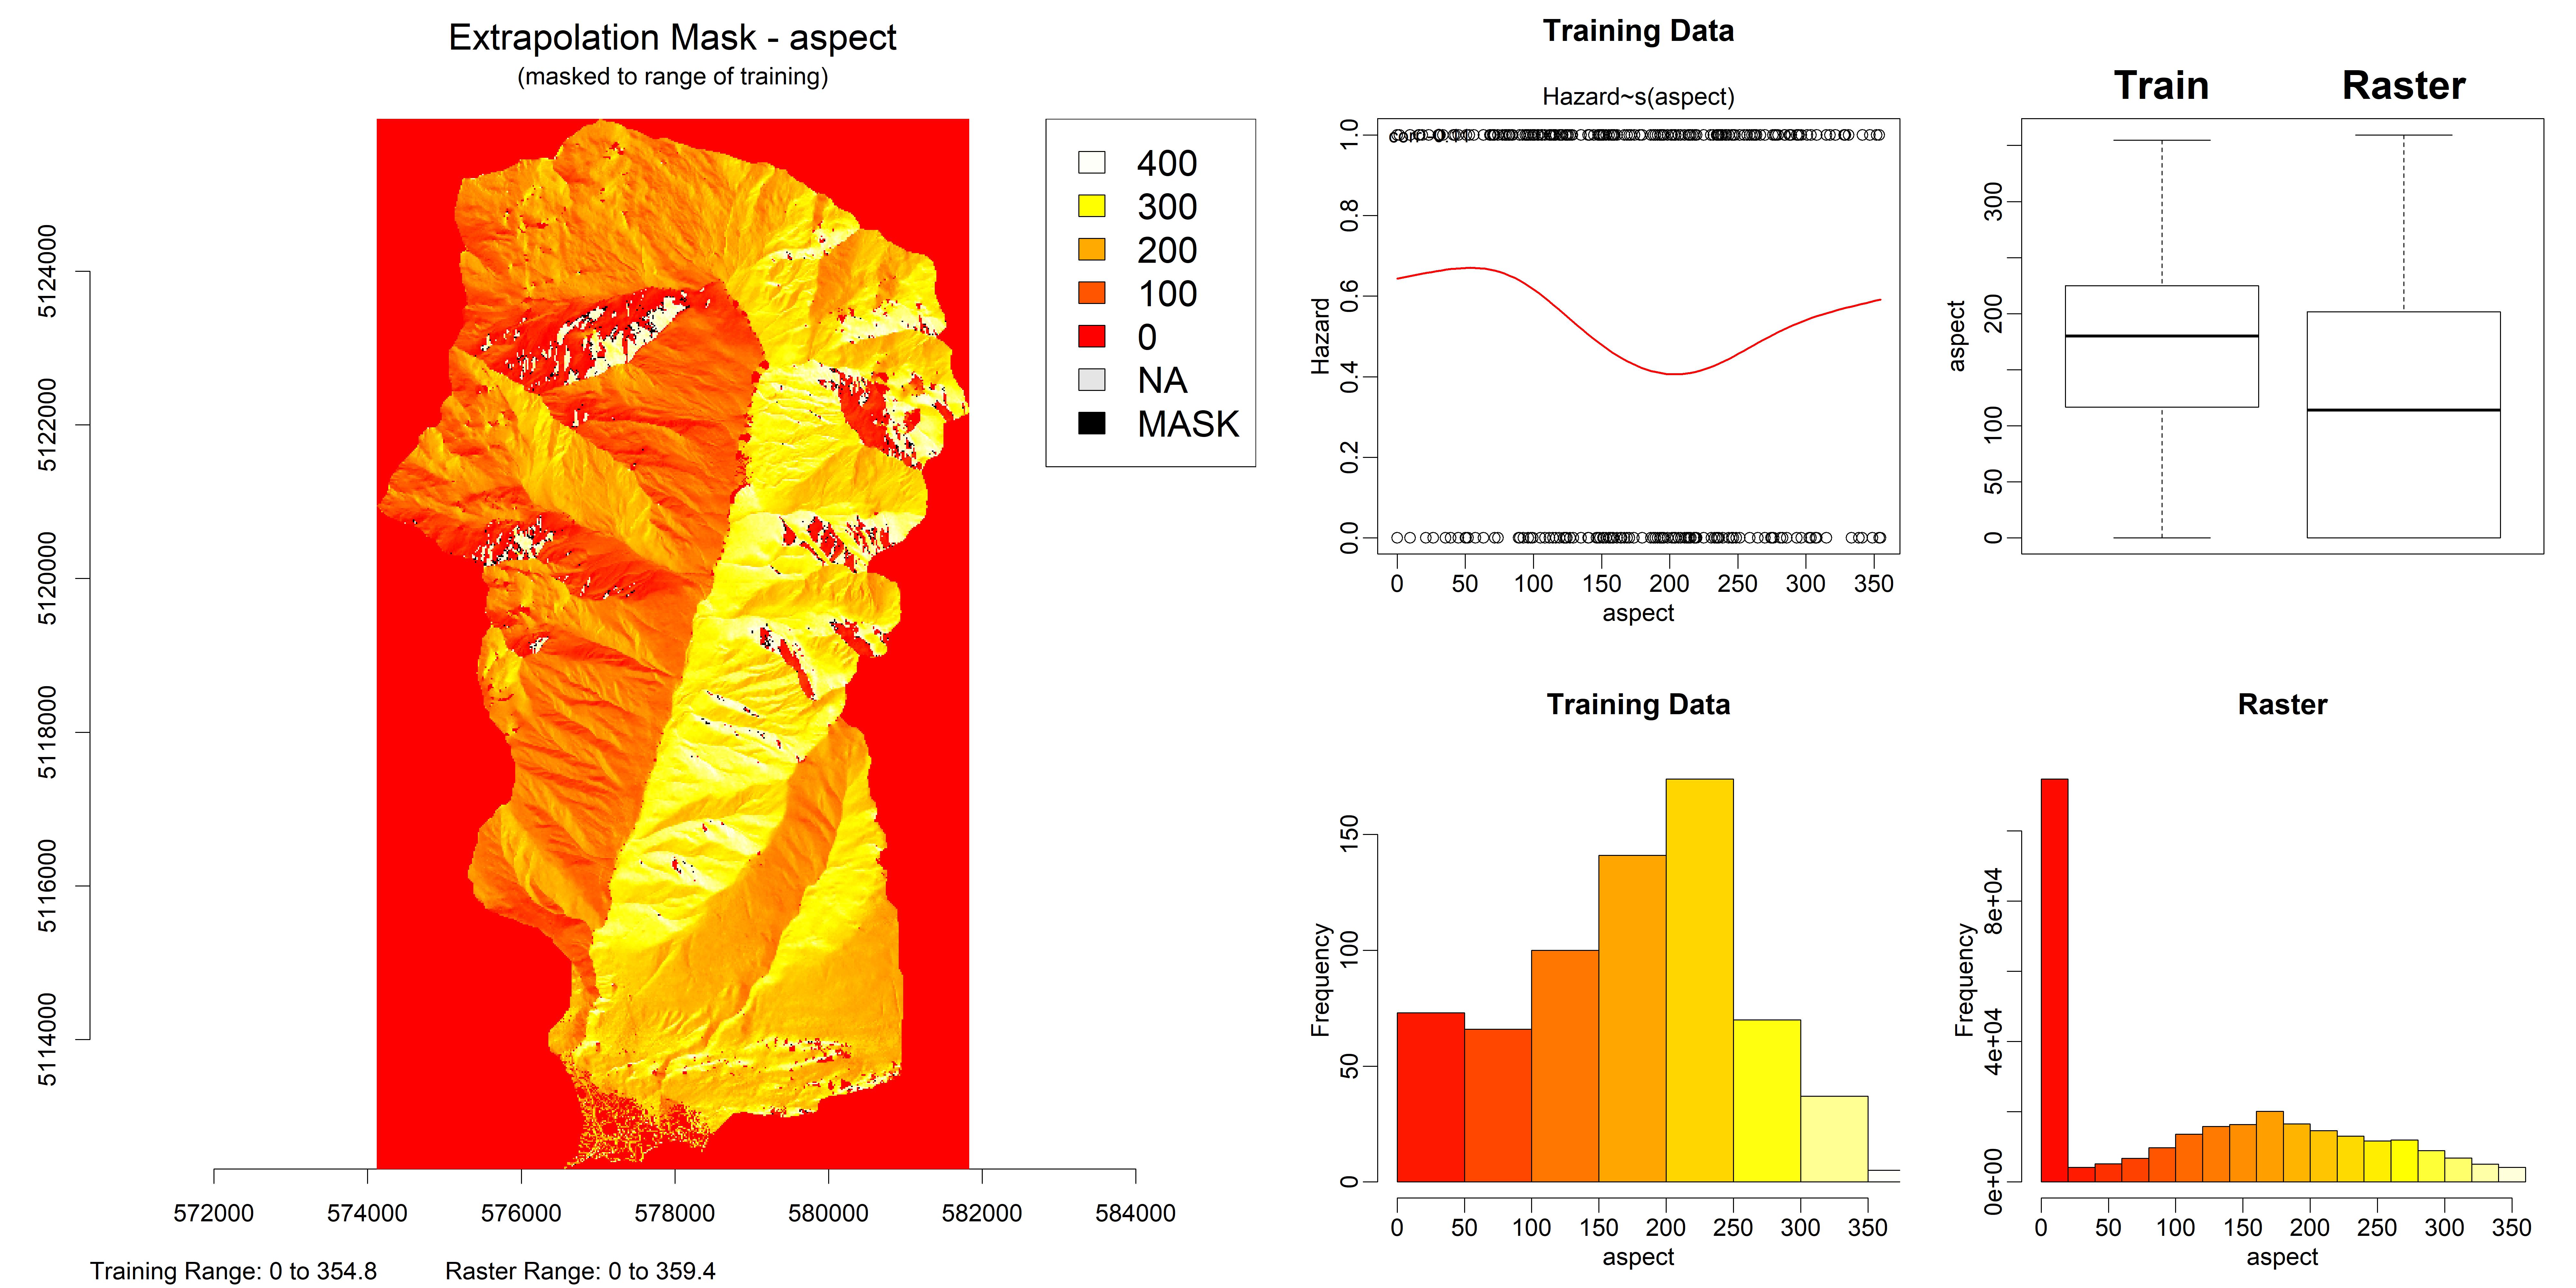 Extrapolation Mask - aspect
(masked to range of training)
5124000
5122000
5120000
5118000
5116000
5114000
572000 574000 576000 578000 580000 582000 584000
400
300
200
100
0
NA
MASK
Training Range: 0 to 354.8 Raster Range: 0 to 359.4
Training Data
Hazard~s(aspect)
Hazard
1.0
0.8
0.6
0.4
0.2
0.0
0 50 100 150 200 250 300 350
aspect
Train Raster
aspect
300
200
100
50
0
Training Data
Frequency
150
100
50
0
0 50 100 150 200 250 300 350
aspect
Raster
Frequency
8e+04
4e+04
0e+00
0 50 100 150 200 250 300 350
aspect